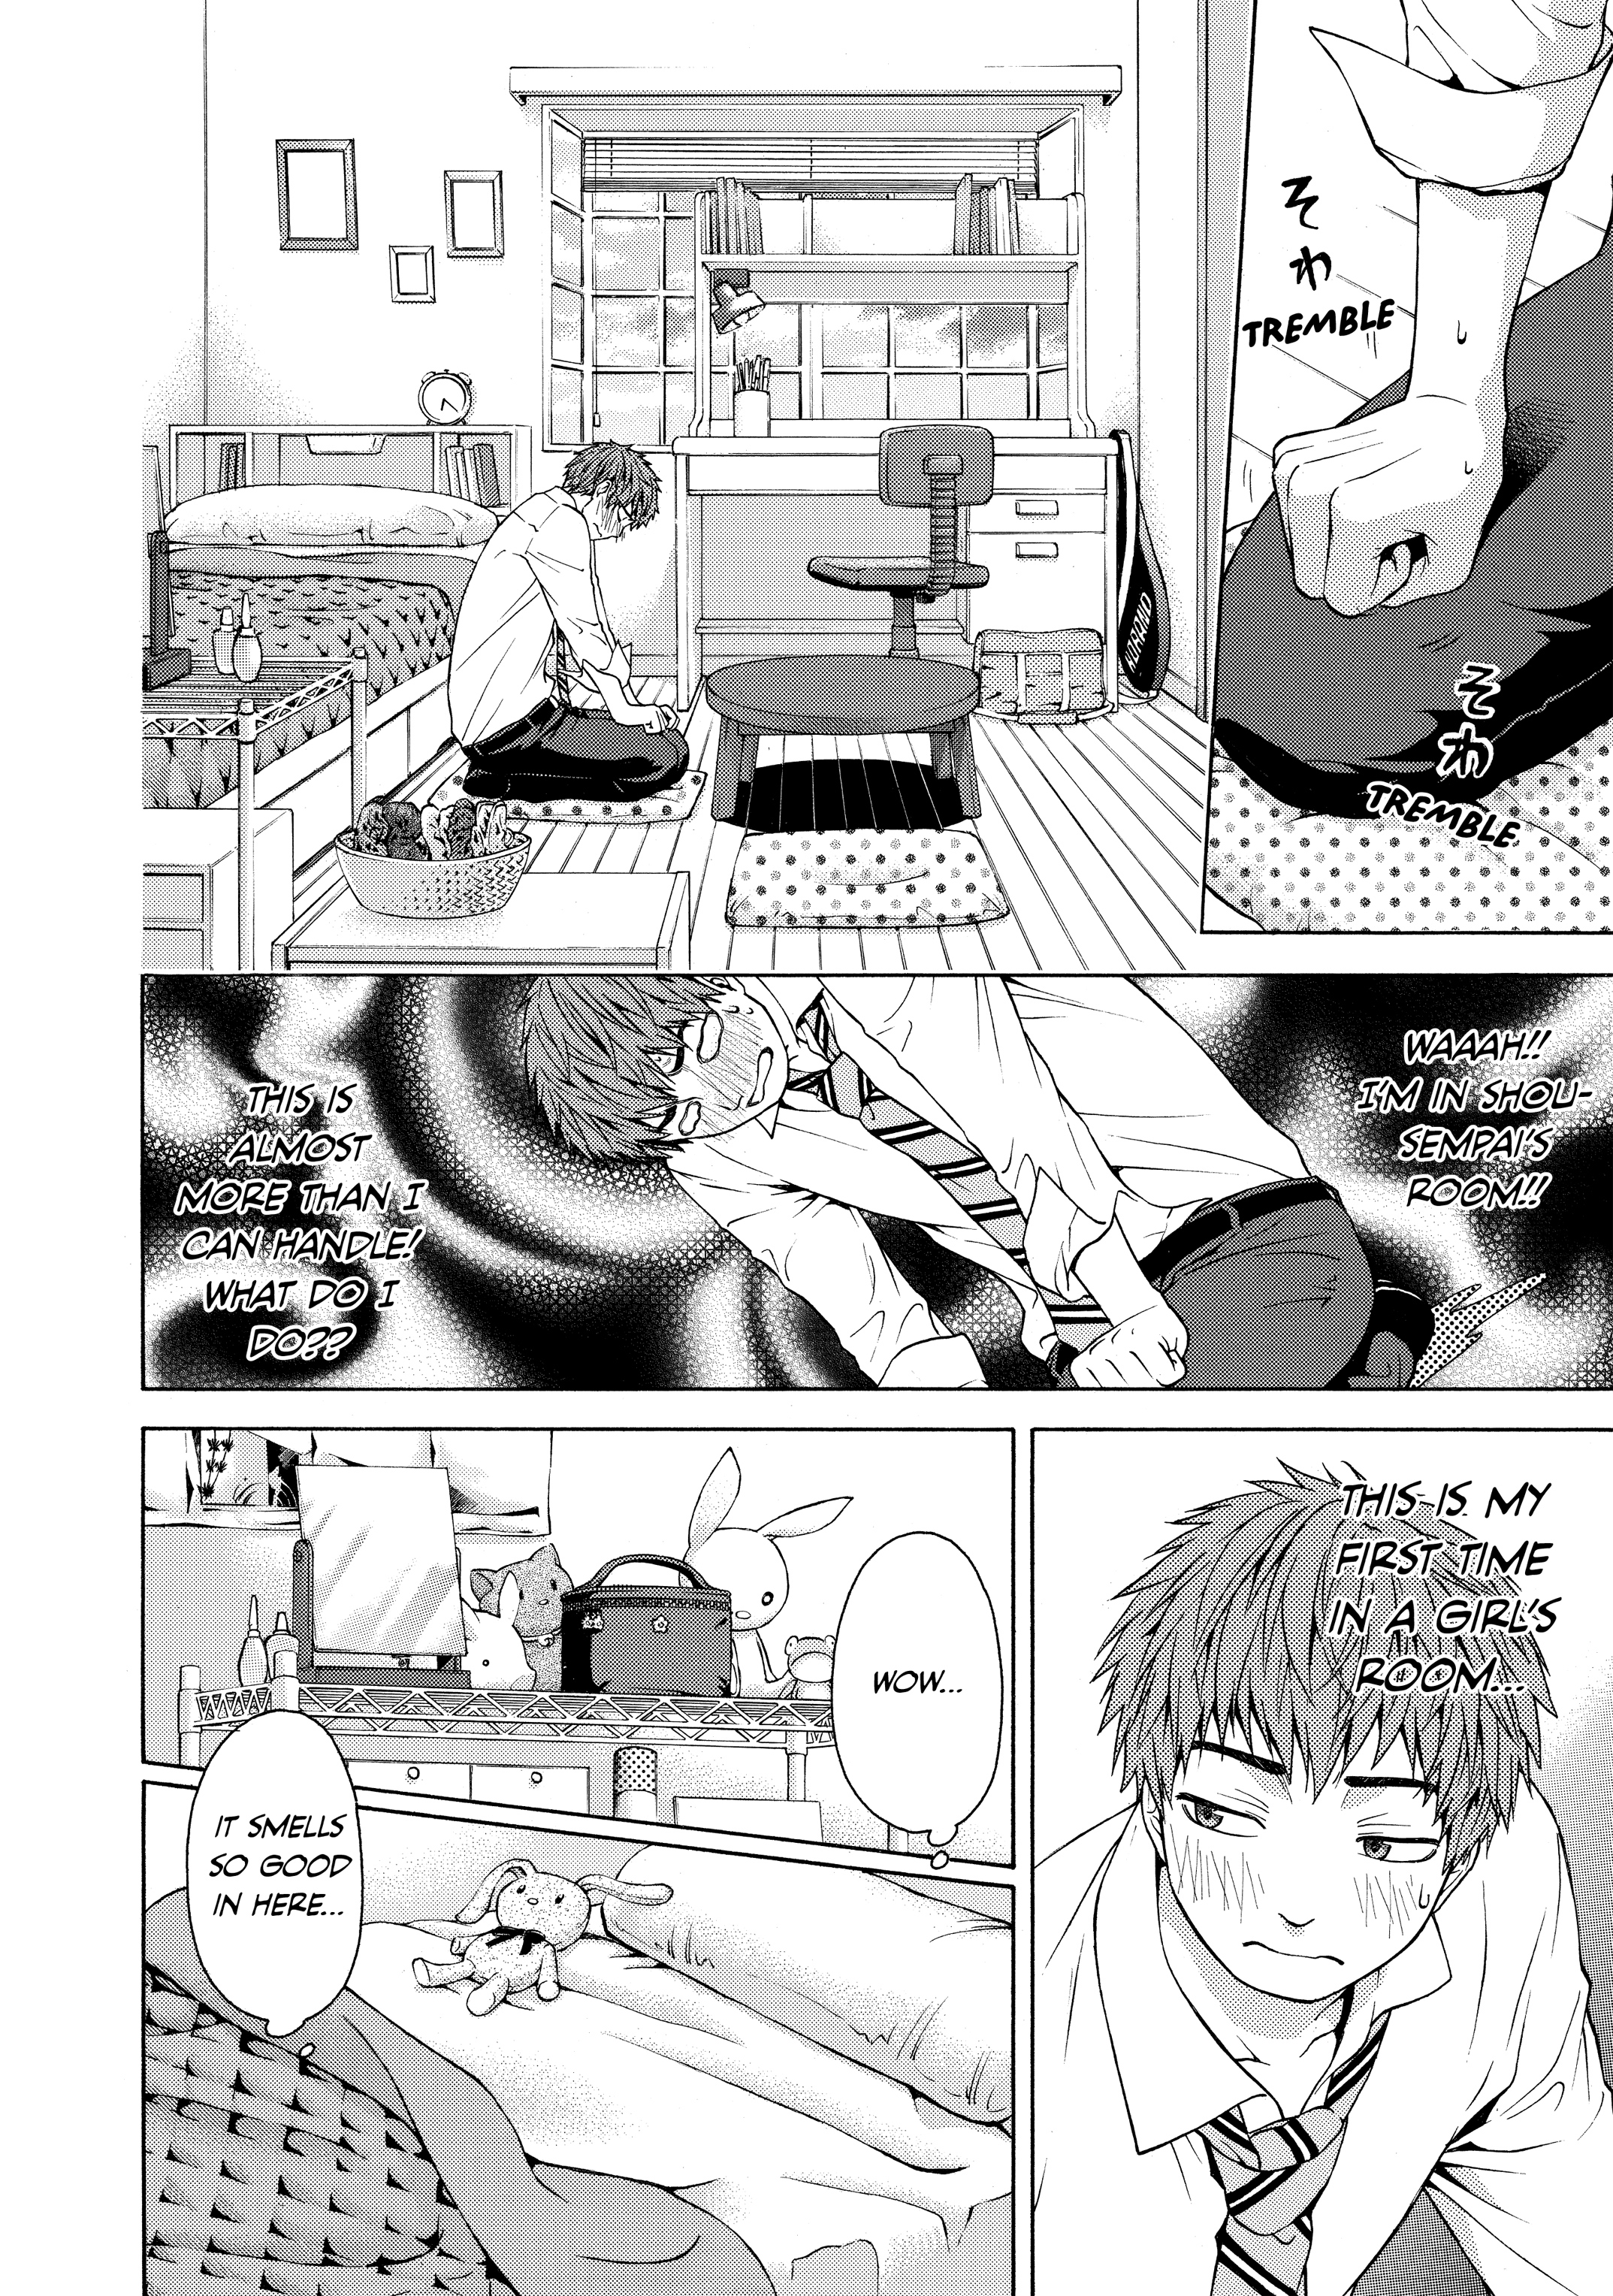 そわ
TREMBLE
そわ
TREMBLE
WAAAH!!
I'M IN SHOU-
SEMPAI'S
ROOM!!
THIS IS
ALMOST
MORE THAN I
CAN HANDLE!
WHAT DO I
DO??
THIS IS MY
FIRST TIME
IN A GIRL'S
ROOM...
WOW...
IT SMELLS
SO GOOD
IN HERE...